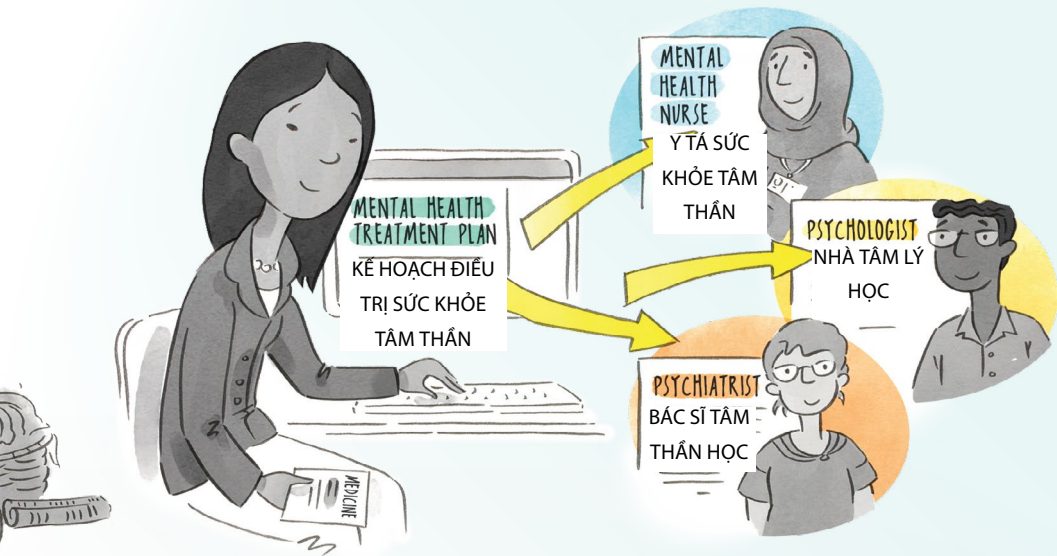 MENTAL HEALTH
TREATMENT PLAN
KẾ HOẠCH ĐIỀU
TRỊ SỨC KHỎE
TÂM THẦN
MENTAL
HEALTH
NURSE
Y TÁ SỨC
KHỎE TÂM
THẦN
PSYCHOLOGIST
NHÀ TÂM LÝ
HỌC
PSYCHIATRIST
BÁC SĨ TÂM
THẦN HỌC
MEDICINE